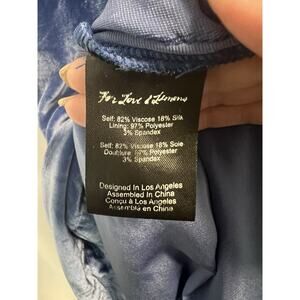 For Love & Lemons
Self: 82% Viscose 18% Silk
Lining: 97% Polyester
3% Spandex
Self: 82% Viscose 18% Soie
Doublure 97% Polyester
3% Spandex
Designed In Los Angeles
Assembled In China
Conçu à Los Angeles
Assemblé en China